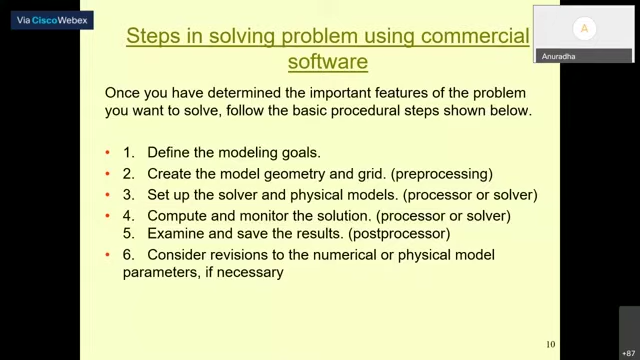 Via Cisco Webex
Steps in solving problem using commercial
software
A
Anuradha
Once you have determined the important features of the problem
you want to solve, follow the basic procedural steps shown below.
• 1. Define the modeling goals.
• 2. Create the model geometry and grid. (preprocessing)
• 3. Set up the solver and physical models. (processor or solver)
• 4. Compute and monitor the solution. (processor or solver)
5. Examine and save the results. (postprocessor)
• 6. Consider revisions to the numerical or physical model
parameters, if necessary
10
+87